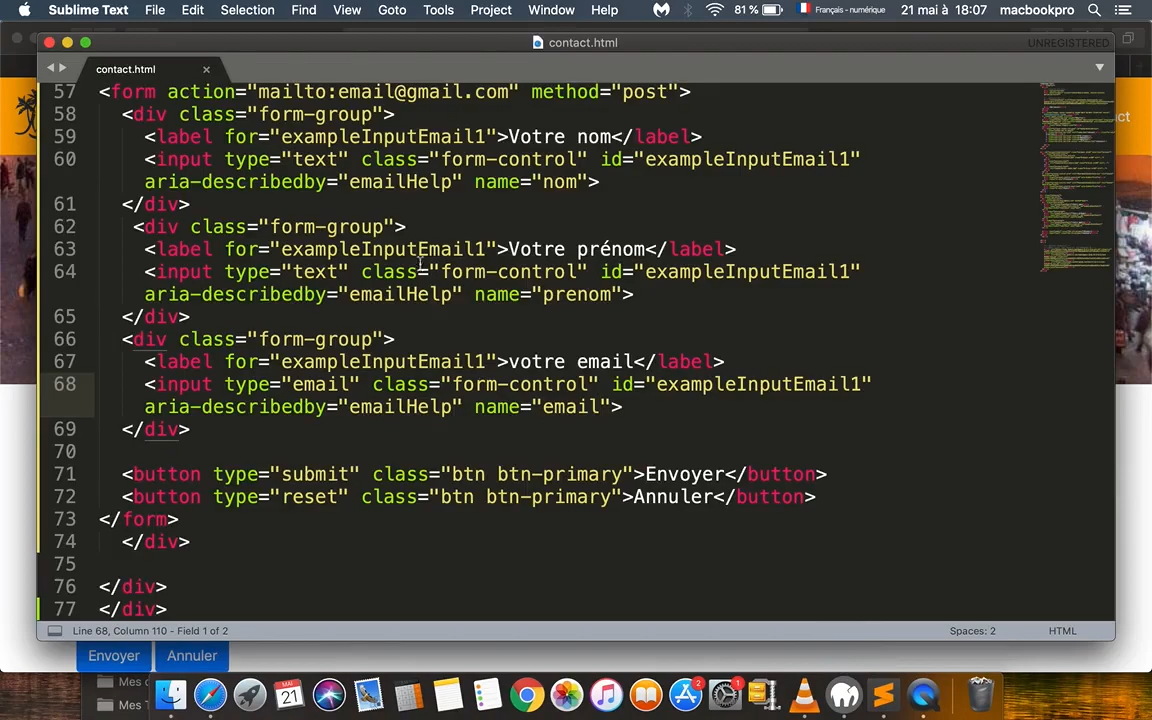 Sublime Text File Edit Selection Find View Goto Tools Project Window Help 81 % Français - numérique 21 mai à 18:07 macbookpro
contact.html UNREGISTERED
contact.html
57 <form action="mailto:email@gmail.com" method="post">
58 <div class="form-group">
59 <label for="exampleInputEmail1">Votre nom</label>
60 <input type="text" class="form-control" id="exampleInputEmail1"
aria-describedby="emailHelp" name="nom">
61 </div>
62 <div class="form-group">
63 <label for="exampleInputEmail1">Votre prénom</label>
64 <input type="text" class="form-control" id="exampleInputEmail1"
aria-describedby="emailHelp" name="prenom">
65 </div>
66 <div class="form-group">
67 <label for="exampleInputEmail1">votre email</label>
68 <input type="email" class="form-control" id="exampleInputEmail1"
aria-describedby="emailHelp" name="email">
69 </div>
70
71 <button type="submit" class="btn btn-primary">Envoyer</button>
72 <button type="reset" class="btn btn-primary">Annuler</button>
73 </form>
74 </div>
75
76 </div>
77 </div>
Line 68, Column 110 - Field 1 of 2 Spaces: 2 HTML
Envoyer Annuler
Mes
Mes
MAI
21
2
1